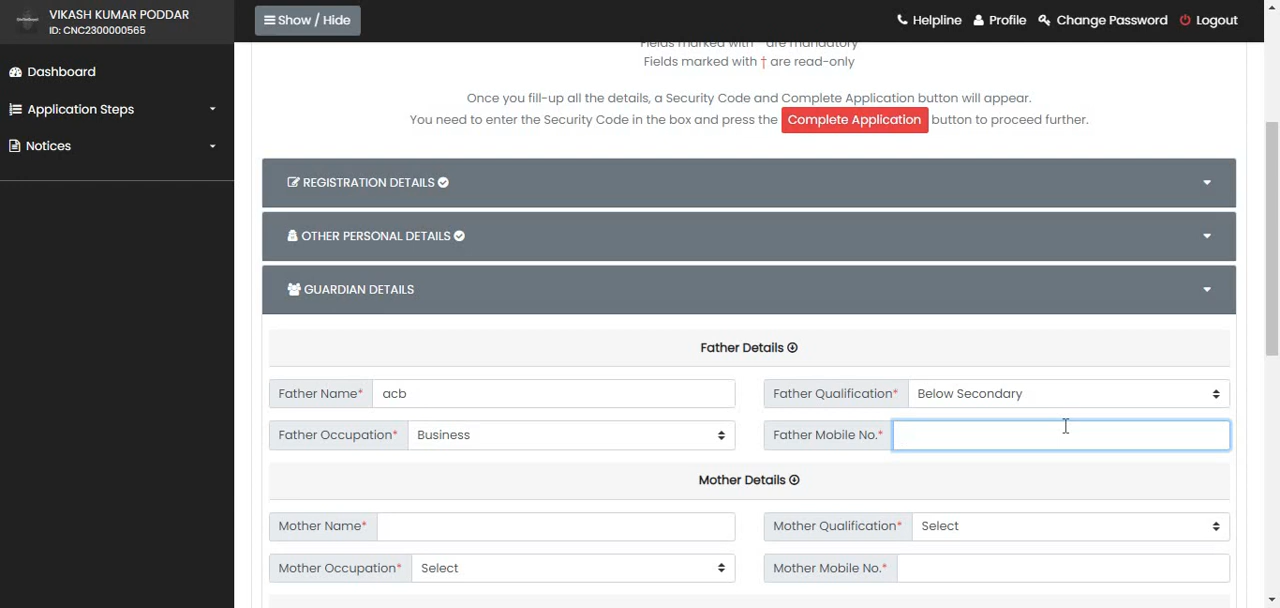 VIKASH KUMAR PODDAR
ID: CNC2300000565
Show / Hide
Helpline
Profile
Change Password
Logout
Dashboard
Application Steps
Notices
Fields marked with * are mandatory
Fields marked with † are read-only
Once you fill-up all the details, a Security Code and Complete Application button will appear.
You need to enter the Security Code in the box and press the Complete Application button to proceed further.
REGISTRATION DETAILS
OTHER PERSONAL DETAILS
GUARDIAN DETAILS
Father Details
Father Name* acb
Father Qualification* Below Secondary
Father Occupation* Business
Father Mobile No.*
Mother Details
Mother Name*
Mother Qualification* Select
Mother Occupation* Select
Mother Mobile No.*